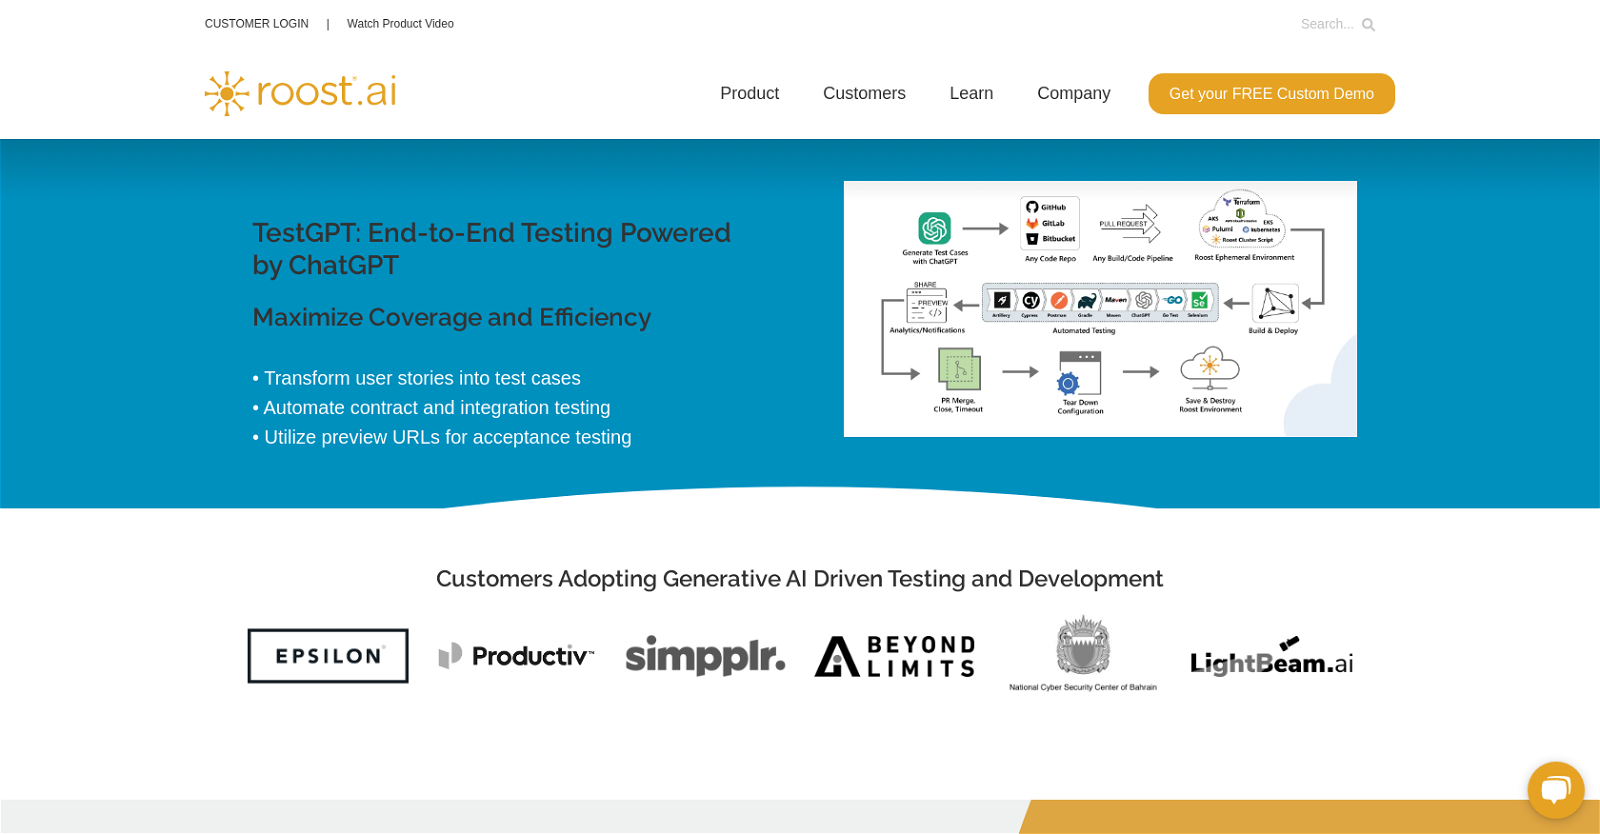 CUSTOMER LOGIN | Watch Product Video
Search...
roost.ai
Product Customers Learn Company Get your FREE Custom Demo
TestGPT: End-to-End Testing Powered
by ChatGPT
Maximize Coverage and Efficiency
• Transform user stories into test cases
• Automate contract and integration testing
• Utilize preview URLs for acceptance testing
Generate Test Cases
with ChatGPT
GitHub
GitLab
Bitbucket
Any Code Repo
PULL REQUEST
Any Build/Code Pipeline
Terraform
AKS
EKS
Pulumi
kubernetes
Roost Cluster Script
Roost Ephemeral Environment
SHARE
PREVIEW
Analytics/Notifications
Artillery Cypress Postman Gradle Maven ChatGPT Go Test Selenium
Maven
GO
Se
Automated Testing
Build & Deploy
PR Merge,
Close, Timeout
Tear Down
Configuration
Save & Destroy
Roost Environment
Customers Adopting Generative AI Driven Testing and Development
EPSILON
Productiv™
simpplr.
BEYOND
LIMITS
National Cyber Security Center of Bahrain
LightBeam.ai